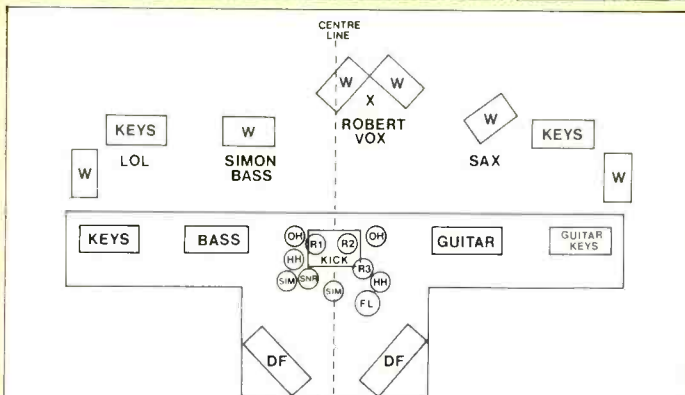 CENTRE
LINE
W W
X
ROBERT
VOX
KEYS
LOL
W
SIMON
BASS
W
SAX
KEYS
W
W
KEYS
BASS
OH
R1
R2
OH
KICK
GUITAR
GUITAR
KEYS
HH
R3
SIM
SNR
SIM
HH
FL
DF
DF